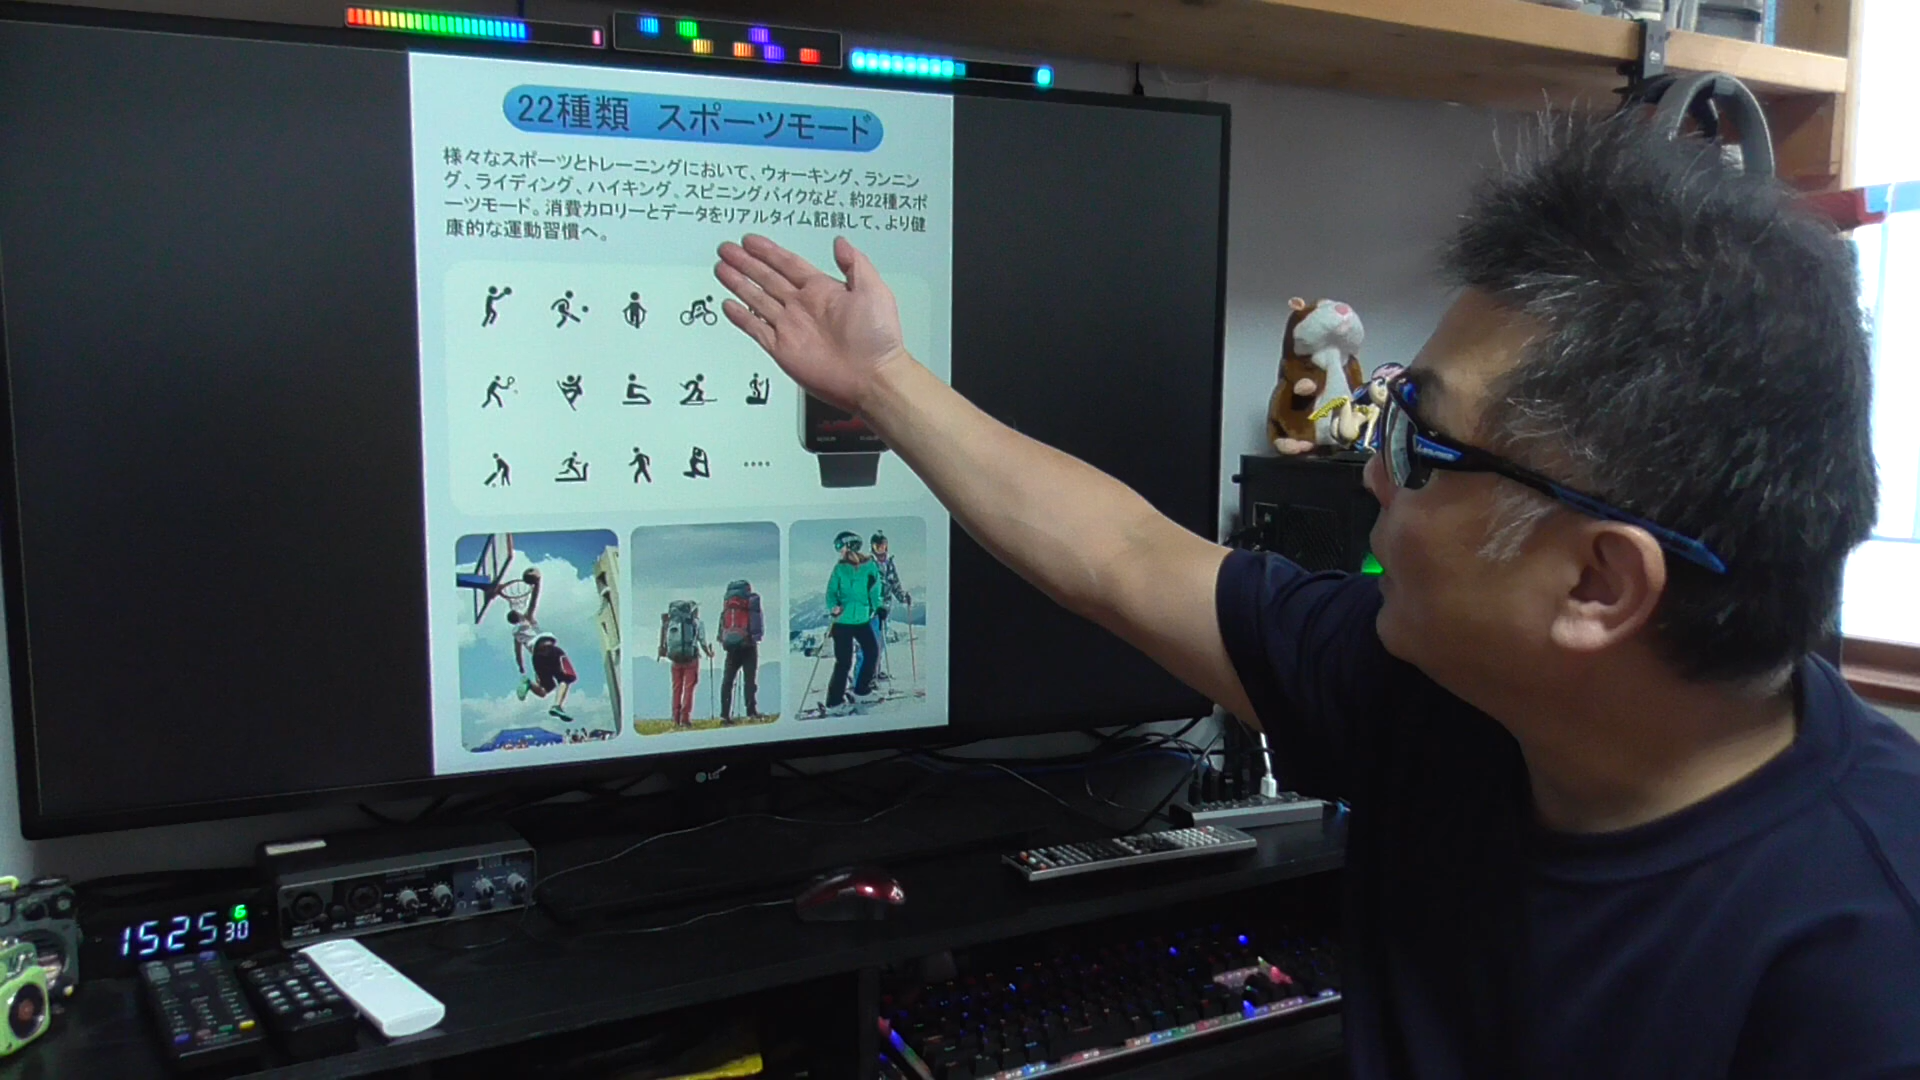 22種類 スポーツモード
様々なスポーツとトレーニングにおいて、ウォーキング、ランニン
グ、ライディング、ハイキング、スピニングバイクなど、約22種スポ
ーツモード。消費カロリーとデータをリアルタイム記録して、より健
康的な運動習慣へ。
LG
1525 30
6